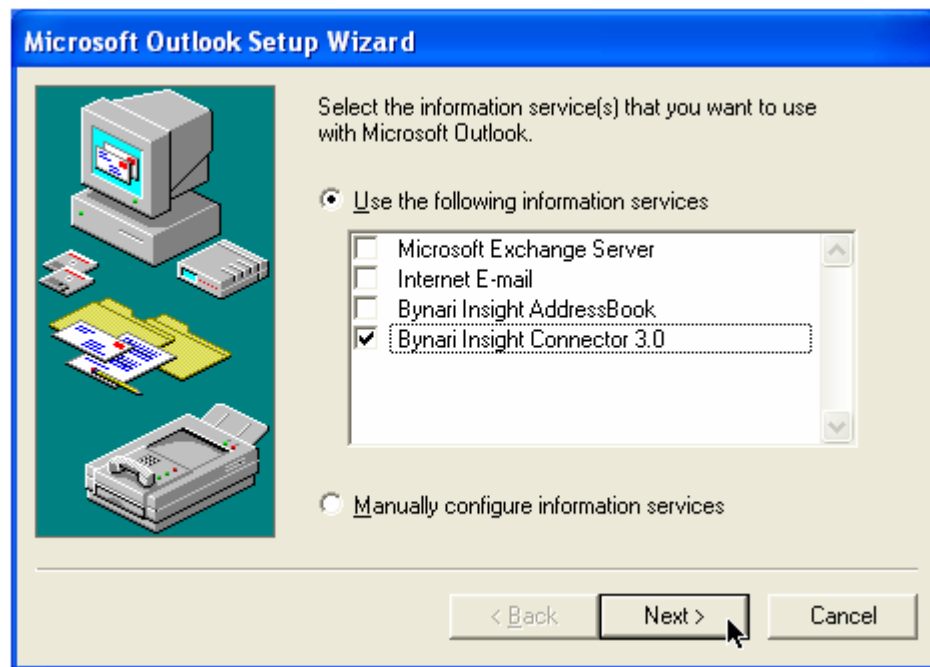 Microsoft Outlook Setup Wizard
Select the information service(s) that you want to use
with Microsoft Outlook.
Use the following information services
Microsoft Exchange Server
Internet E-mail
Bynari Insight AddressBook
Bynari Insight Connector 3.0
Manually configure information services
< Back Next > Cancel